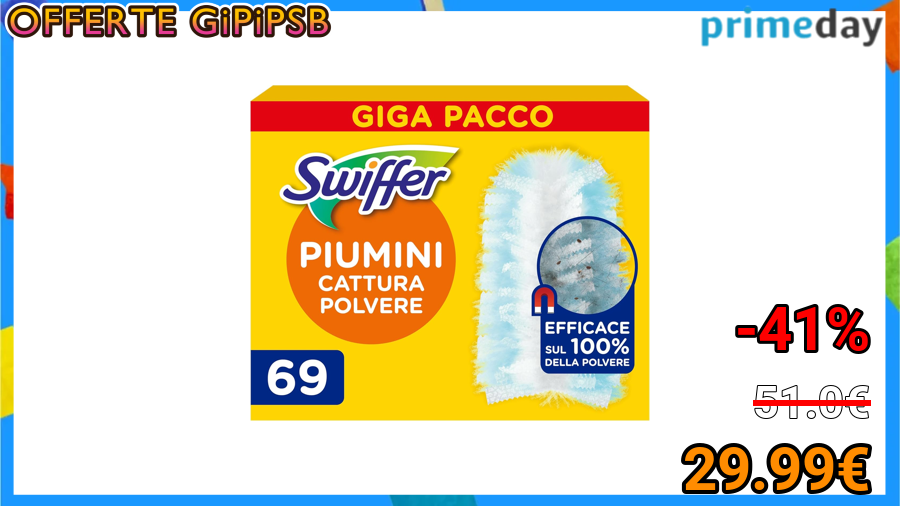 OFFERTE GiPiPSB
primeday
GIGA PACCO
Swiffer
PIUMINI
CATTURA
POLVERE
EFFICACE
SUL 100%
DELLA POLVERE
69
-41%
51.0€
29.99€